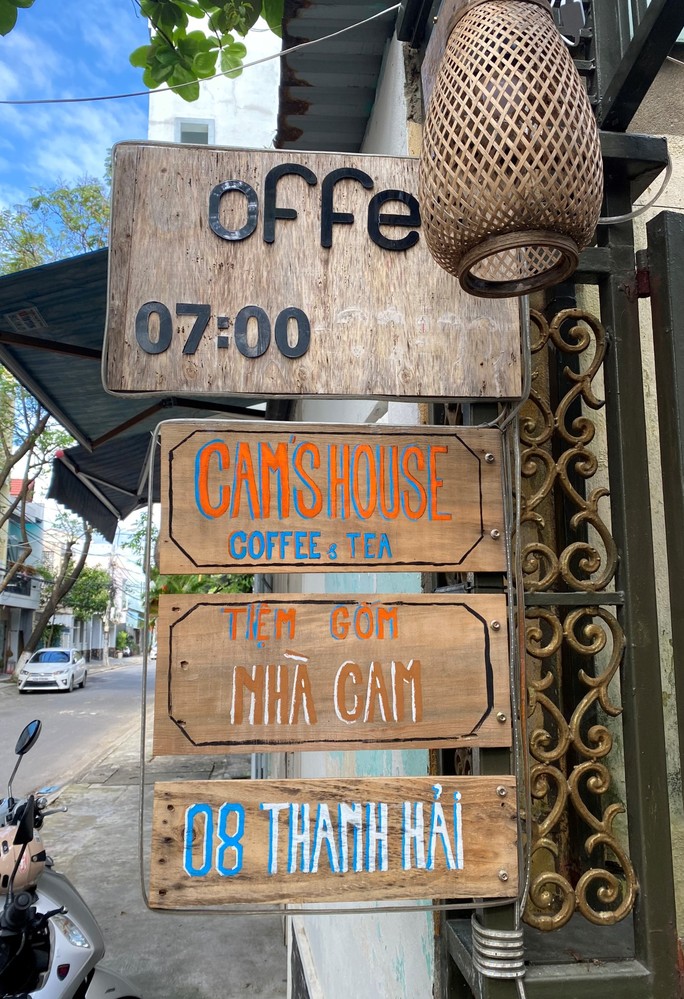 offe
07:00
CAM'S HOUSE
COFFEE & TEA
TIỆM GỐM
NHÀ CAM
08 THANH HẢI